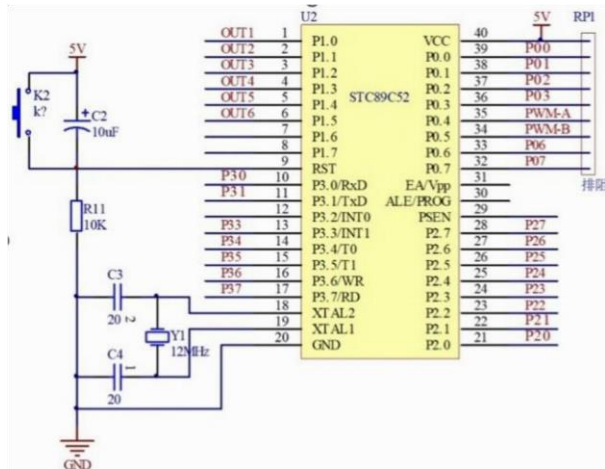 U2
5V
5V
RP1
OUT1 1 P1.0 VCC 40
OUT2 2 P1.1 P0.0 39 P00
OUT3 3 P1.2 P0.1 38 P01
OUT4 4 P1.3 P0.2 37 P02
STC89C52
OUT5 5 P1.4 P0.3 36 P03
OUT6 6 P1.5 P0.4 35 PWM-A
7 P1.6 P0.5 34 PWM-B
8 P1.7 P0.6 33 P06
9 RST P0.7 32 P07
K2
k?
C2
10uF
+
P30 10 P3.0/RxD EA/Vpp 31
P31 11 P3.1/TxD ALE/PROG 30
排阻
12 P3.2/INT0 PSEN 29
P33 13 P3.3/INT1 P2.7 28 P27
P34 14 P3.4/T0 P2.6 27 P26
P35 15 P3.5/T1 P2.5 26 P25
P36 16 P3.6/WR P2.4 25 P24
P37 17 P3.7/RD P2.3 24 P23
18 XTAL2 P2.2 23 P22
19 XTAL1 P2.1 22 P21
20 GND P2.0 21 P20
R11
10K
C3
20
2
Y1
12MHz
C4
1
20
GND